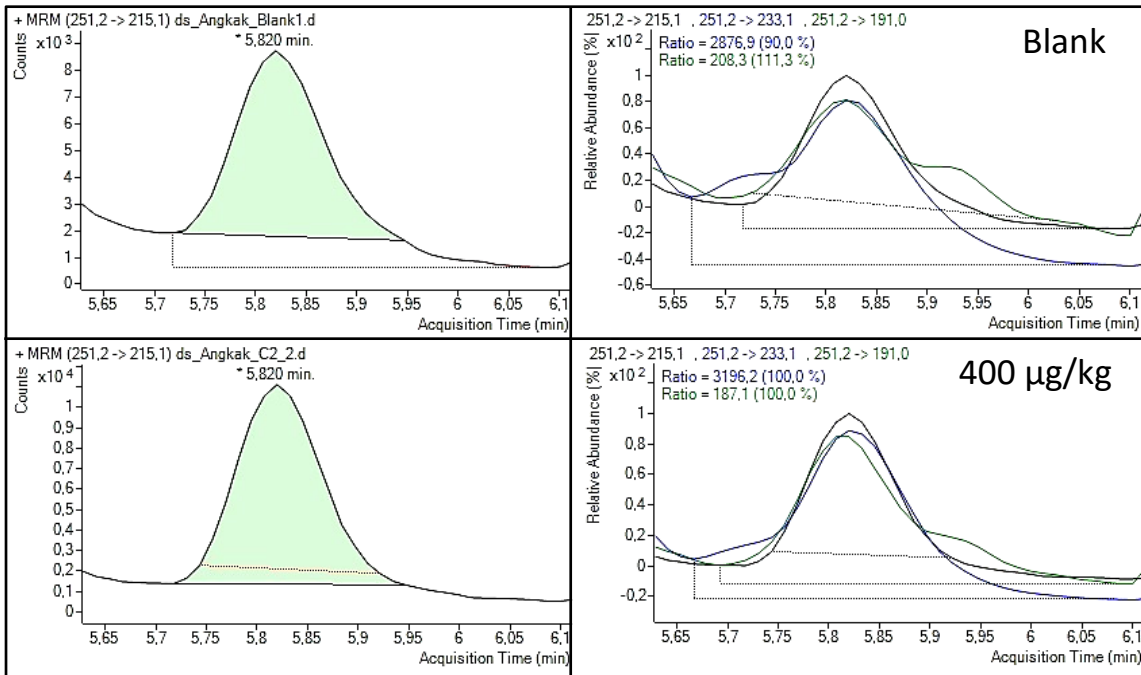 + MRM (251,2 -> 215,1) ds_Angkak_Blank1.d
x10 3
* 5,820 min.
Counts
8
7
6
5
4
3
2
1
0
5,65 5,7 5,75 5,8 5,85 5,9 5,95 6 6,05 6,1
Acquisition Time (min)
251,2 -> 215,1 , 251,2 -> 233,1 , 251,2 -> 191,0
x10 2
Ratio = 2876,9 (90,0 %)
Ratio = 208,3 (111,3 %)
Blank
Relative Abundance (%)
1
0,8
0,6
0,4
0,2
0
-0,2
-0,4
-0,6
5,65 5,7 5,75 5,8 5,85 5,9 5,95 6 6,05 6,1
Acquisition Time (min)
+ MRM (251,2 -> 215,1) ds_Angkak_C2_2.d
x10 4
* 5,820 min.
Counts
1
0,9
0,8
0,7
0,6
0,5
0,4
0,3
0,2
0,1
0
5,65 5,7 5,75 5,8 5,85 5,9 5,95 6 6,05 6,1
Acquisition Time (min)
251,2 -> 215,1 , 251,2 -> 233,1 , 251,2 -> 191,0
x10 2
Ratio = 3196,2 (100,0 %)
Ratio = 187,1 (100,0 %)
400 µg/kg
Relative Abundance (%)
1
0,8
0,6
0,4
0,2
0
-0,2
5,65 5,7 5,75 5,8 5,85 5,9 5,95 6 6,05 6,1
Acquisition Time (min)